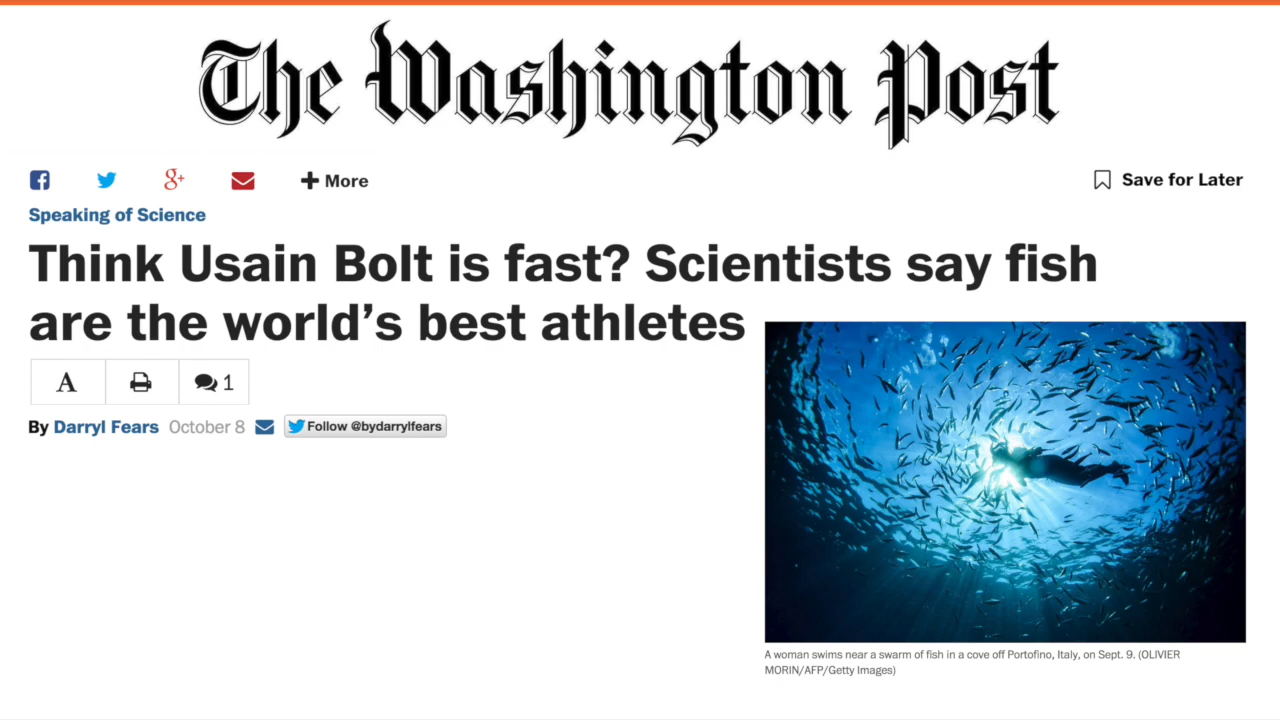 The Washington Post
g+
More
Save for Later
Speaking of Science
Think Usain Bolt is fast? Scientists say fish
are the world's best athletes
A
1
By Darryl Fears October 8
Follow @bydarrylfears
A woman swims near a swarm of fish in a cove off Portofino, Italy, on Sept. 9. (OLIVIER
MORIN/AFP/Getty Images)